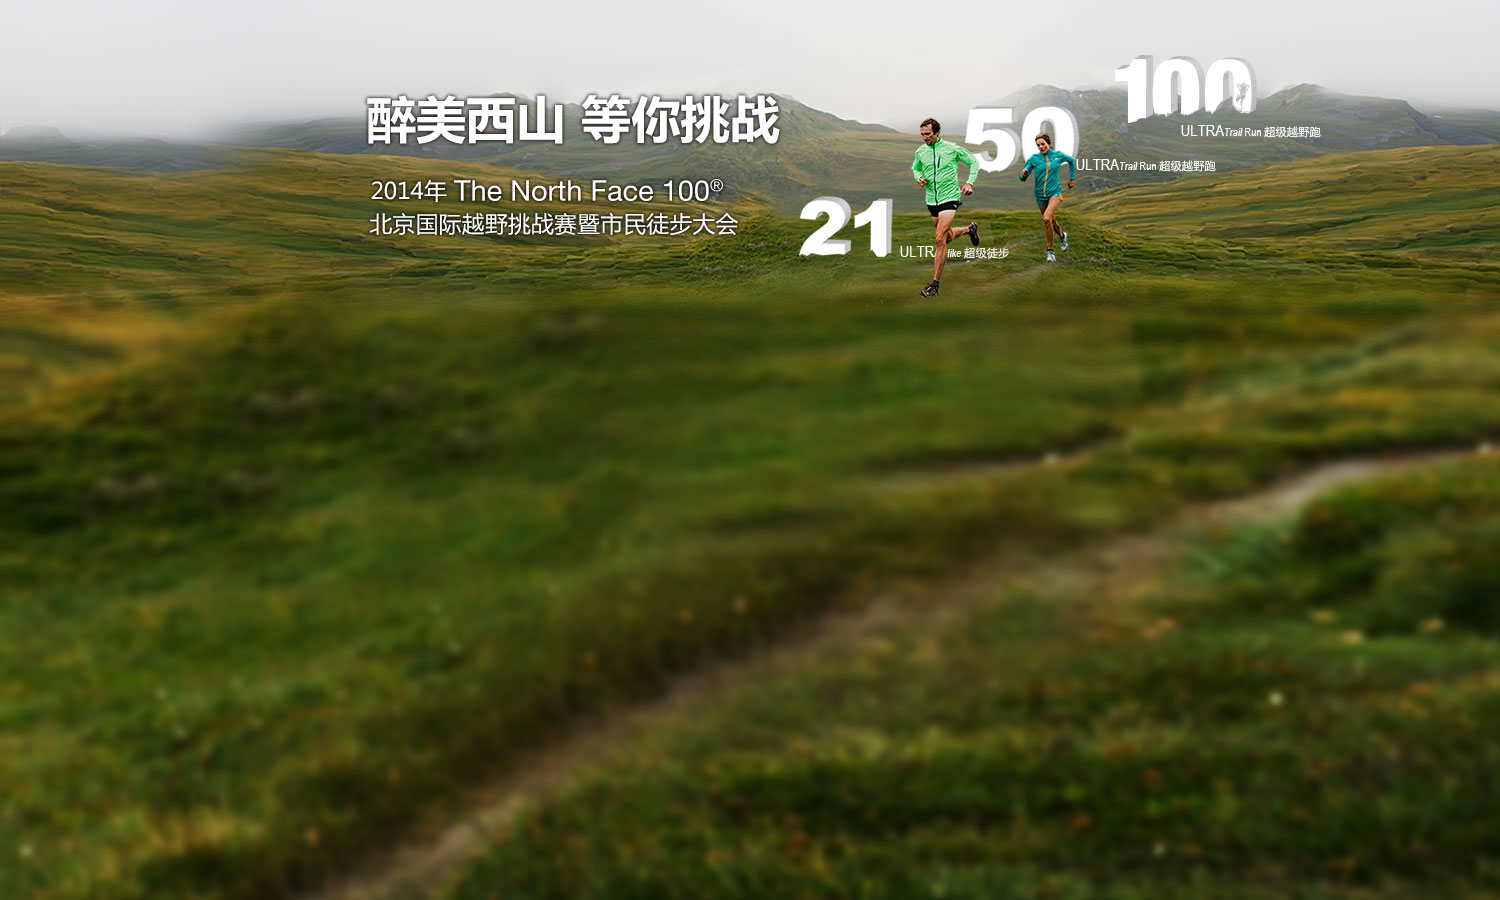 醉美西山 等你挑战
2014年 The North Face 100®
北京国际越野挑战赛暨市民徒步大会
100
ULTRA Trail Run 超级越野跑
50
ULTRA Trail Run 超级越野跑
21
ULTRA Hike 超级徒步